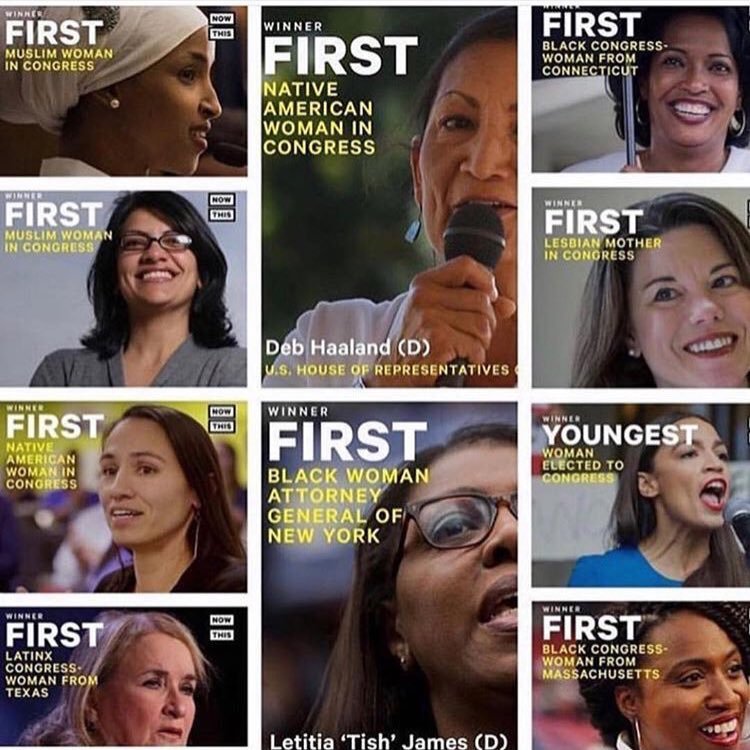 WINNER
FIRST
MUSLIM WOMAN
IN CONGRESS
NOW
THIS
WINNER
FIRST
MUSLIM WOMAN
IN CONGRESS
NOW
THIS
WINNER
FIRST
NATIVE
AMERICAN
WOMAN IN
CONGRESS
NOW
THIS
WINNER
FIRST
LATINX
CONGRESS-
WOMAN FROM
TEXAS
NOW
THIS
WINNER
FIRST
NATIVE
AMERICAN
WOMAN IN
CONGRESS
Deb Haaland (D)
U.S. HOUSE OF REPRESENTATIVES
WINNER
FIRST
BLACK WOMAN
ATTORNEY
GENERAL OF
NEW YORK
Letitia ‘Tish’ James (D)
FIRST
BLACK CONGRESS-
WOMAN FROM
CONNECTICUT
WINNER
FIRST
LESBIAN MOTHER
IN CONGRESS
WINNER
YOUNGEST
WOMAN
ELECTED TO
CONGRESS
WINNER
FIRST
BLACK CONGRESS-
WOMAN FROM
MASSACHUSETTS